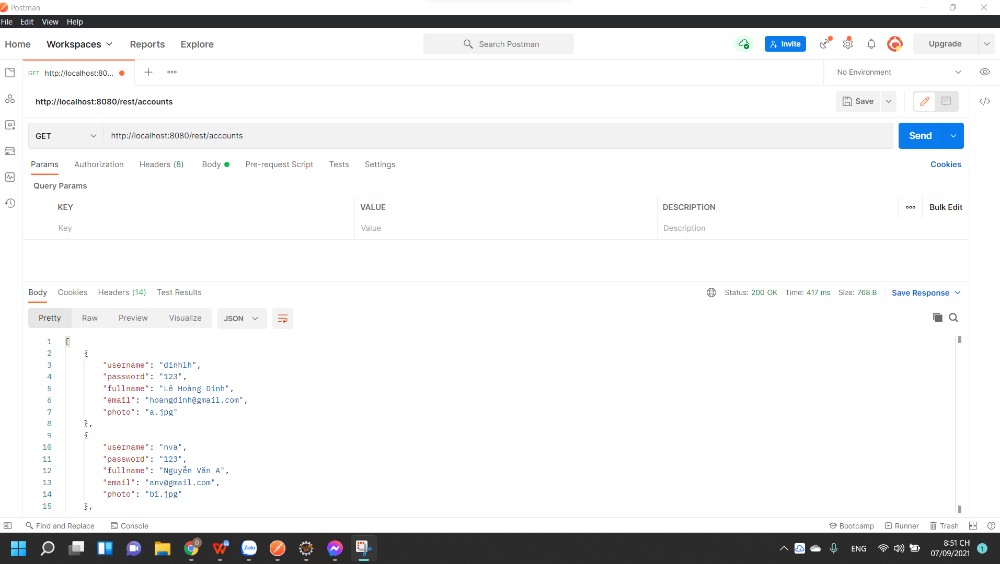 Postman
File Edit View Help
Home Workspaces Reports Explore Search Postman Invite Upgrade
GET http://localhost:80... No Environment
http://localhost:8080/rest/accounts Save
GET http://localhost:8080/rest/accounts Send
Params Authorization Headers (8) Body Pre-request Script Tests Settings Cookies
Query Params
KEY VALUE DESCRIPTION Bulk Edit
Key Value Description
Body Cookies Headers (14) Test Results Status: 200 OK Time: 417 ms Size: 768 B Save Response
Pretty Raw Preview Visualize JSON
1 [
2 {
3 "username": "dinhlh",
4 "password": "123",
5 "fullname": "Lê Hoàng Dinh",
6 "email": "hoangdinh@gmail.com",
7 "photo": "a.jpg"
8 },
9 {
10 "username": "nva",
11 "password": "123",
12 "fullname": "Nguyễn Văn A",
13 "email": "anv@gmail.com",
14 "photo": "b1.jpg"
15 },
Find and Replace Console Bootcamp Runner Trash
D W Zalo ENG 8:51 CH 1
07/09/2021